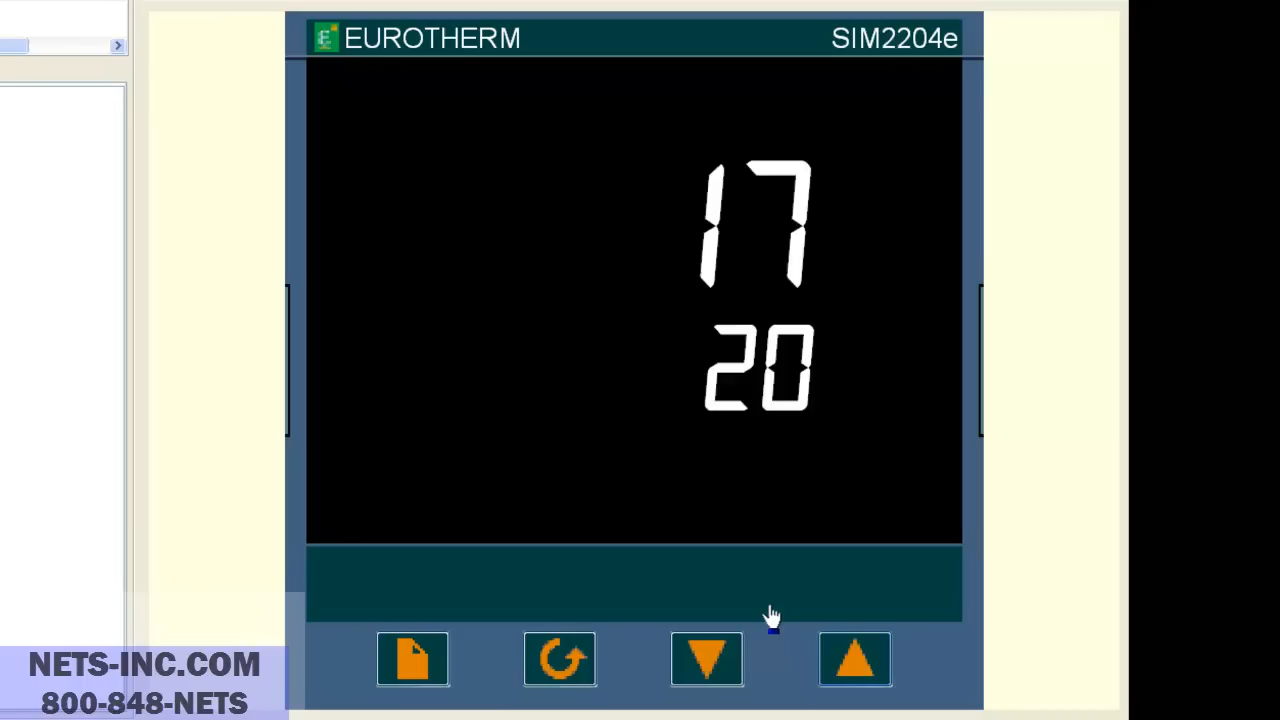 EUROTHERM SIM2204e
17
20
NETS-INC.COM
800-848-NETS